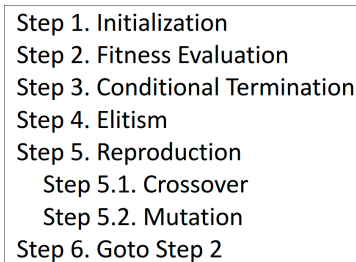 Step 1. Initialization
Step 2. Fitness Evaluation
Step 3. Conditional Termination
Step 4. Elitism
Step 5. Reproduction
Step 5.1. Crossover
Step 5.2. Mutation
Step 6. Goto Step 2